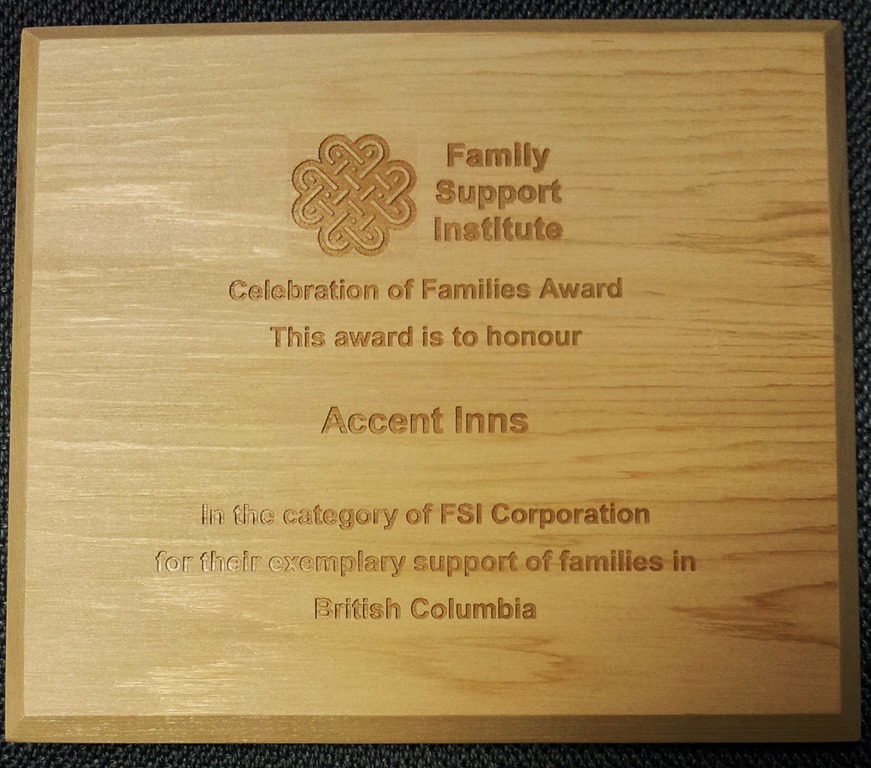 Family
Support
Institute
Celebration of Families Award
This award is to honour
Accent Inns
In the category of FSI Corporation
for their exemplary support of families in
British Columbia